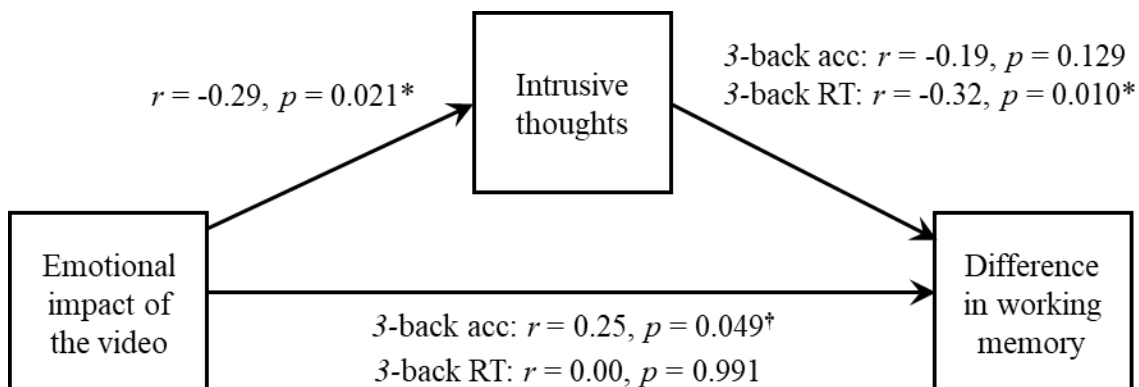 3-back acc: r = -0.19, p = 0.129
3-back RT: r = -0.32, p = 0.010*
r = -0.29, p = 0.021*
Intrusive
thoughts
Emotional
impact of
the video
Difference
in working
memory
3-back acc: r = 0.25, p = 0.049†
3-back RT: r = 0.00, p = 0.991